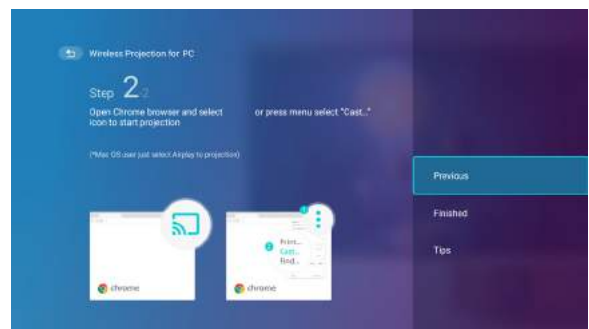 Wireless Projection for PC
Step 2-2
Open Chrome browser and select
icon to start projection
or press menu select "Cast..."
(*Mac OS user just select Airplay to projection)
Previous
Finished
Tips
Print...
Cast...
Find...
chrome
chrome